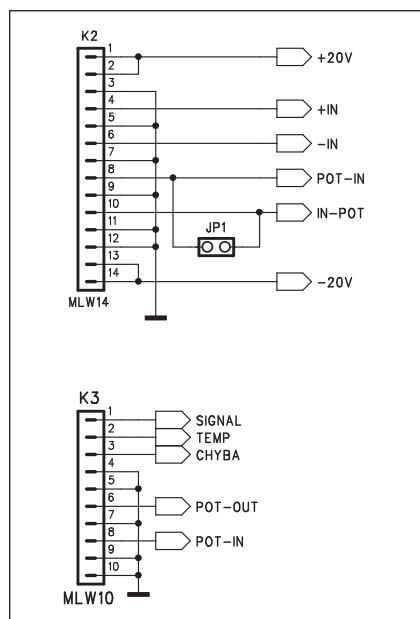 K2
1
+20V
2
3
4
+IN
5
6
-IN
7
8
POT-IN
9
10
IN-POT
11
JP1
12
13
14
-20V
MLW14
K3
1
SIGNAL
2
TEMP
3
CHYBA
4
5
6
POT-OUT
7
8
POT-IN
9
10
MLW10